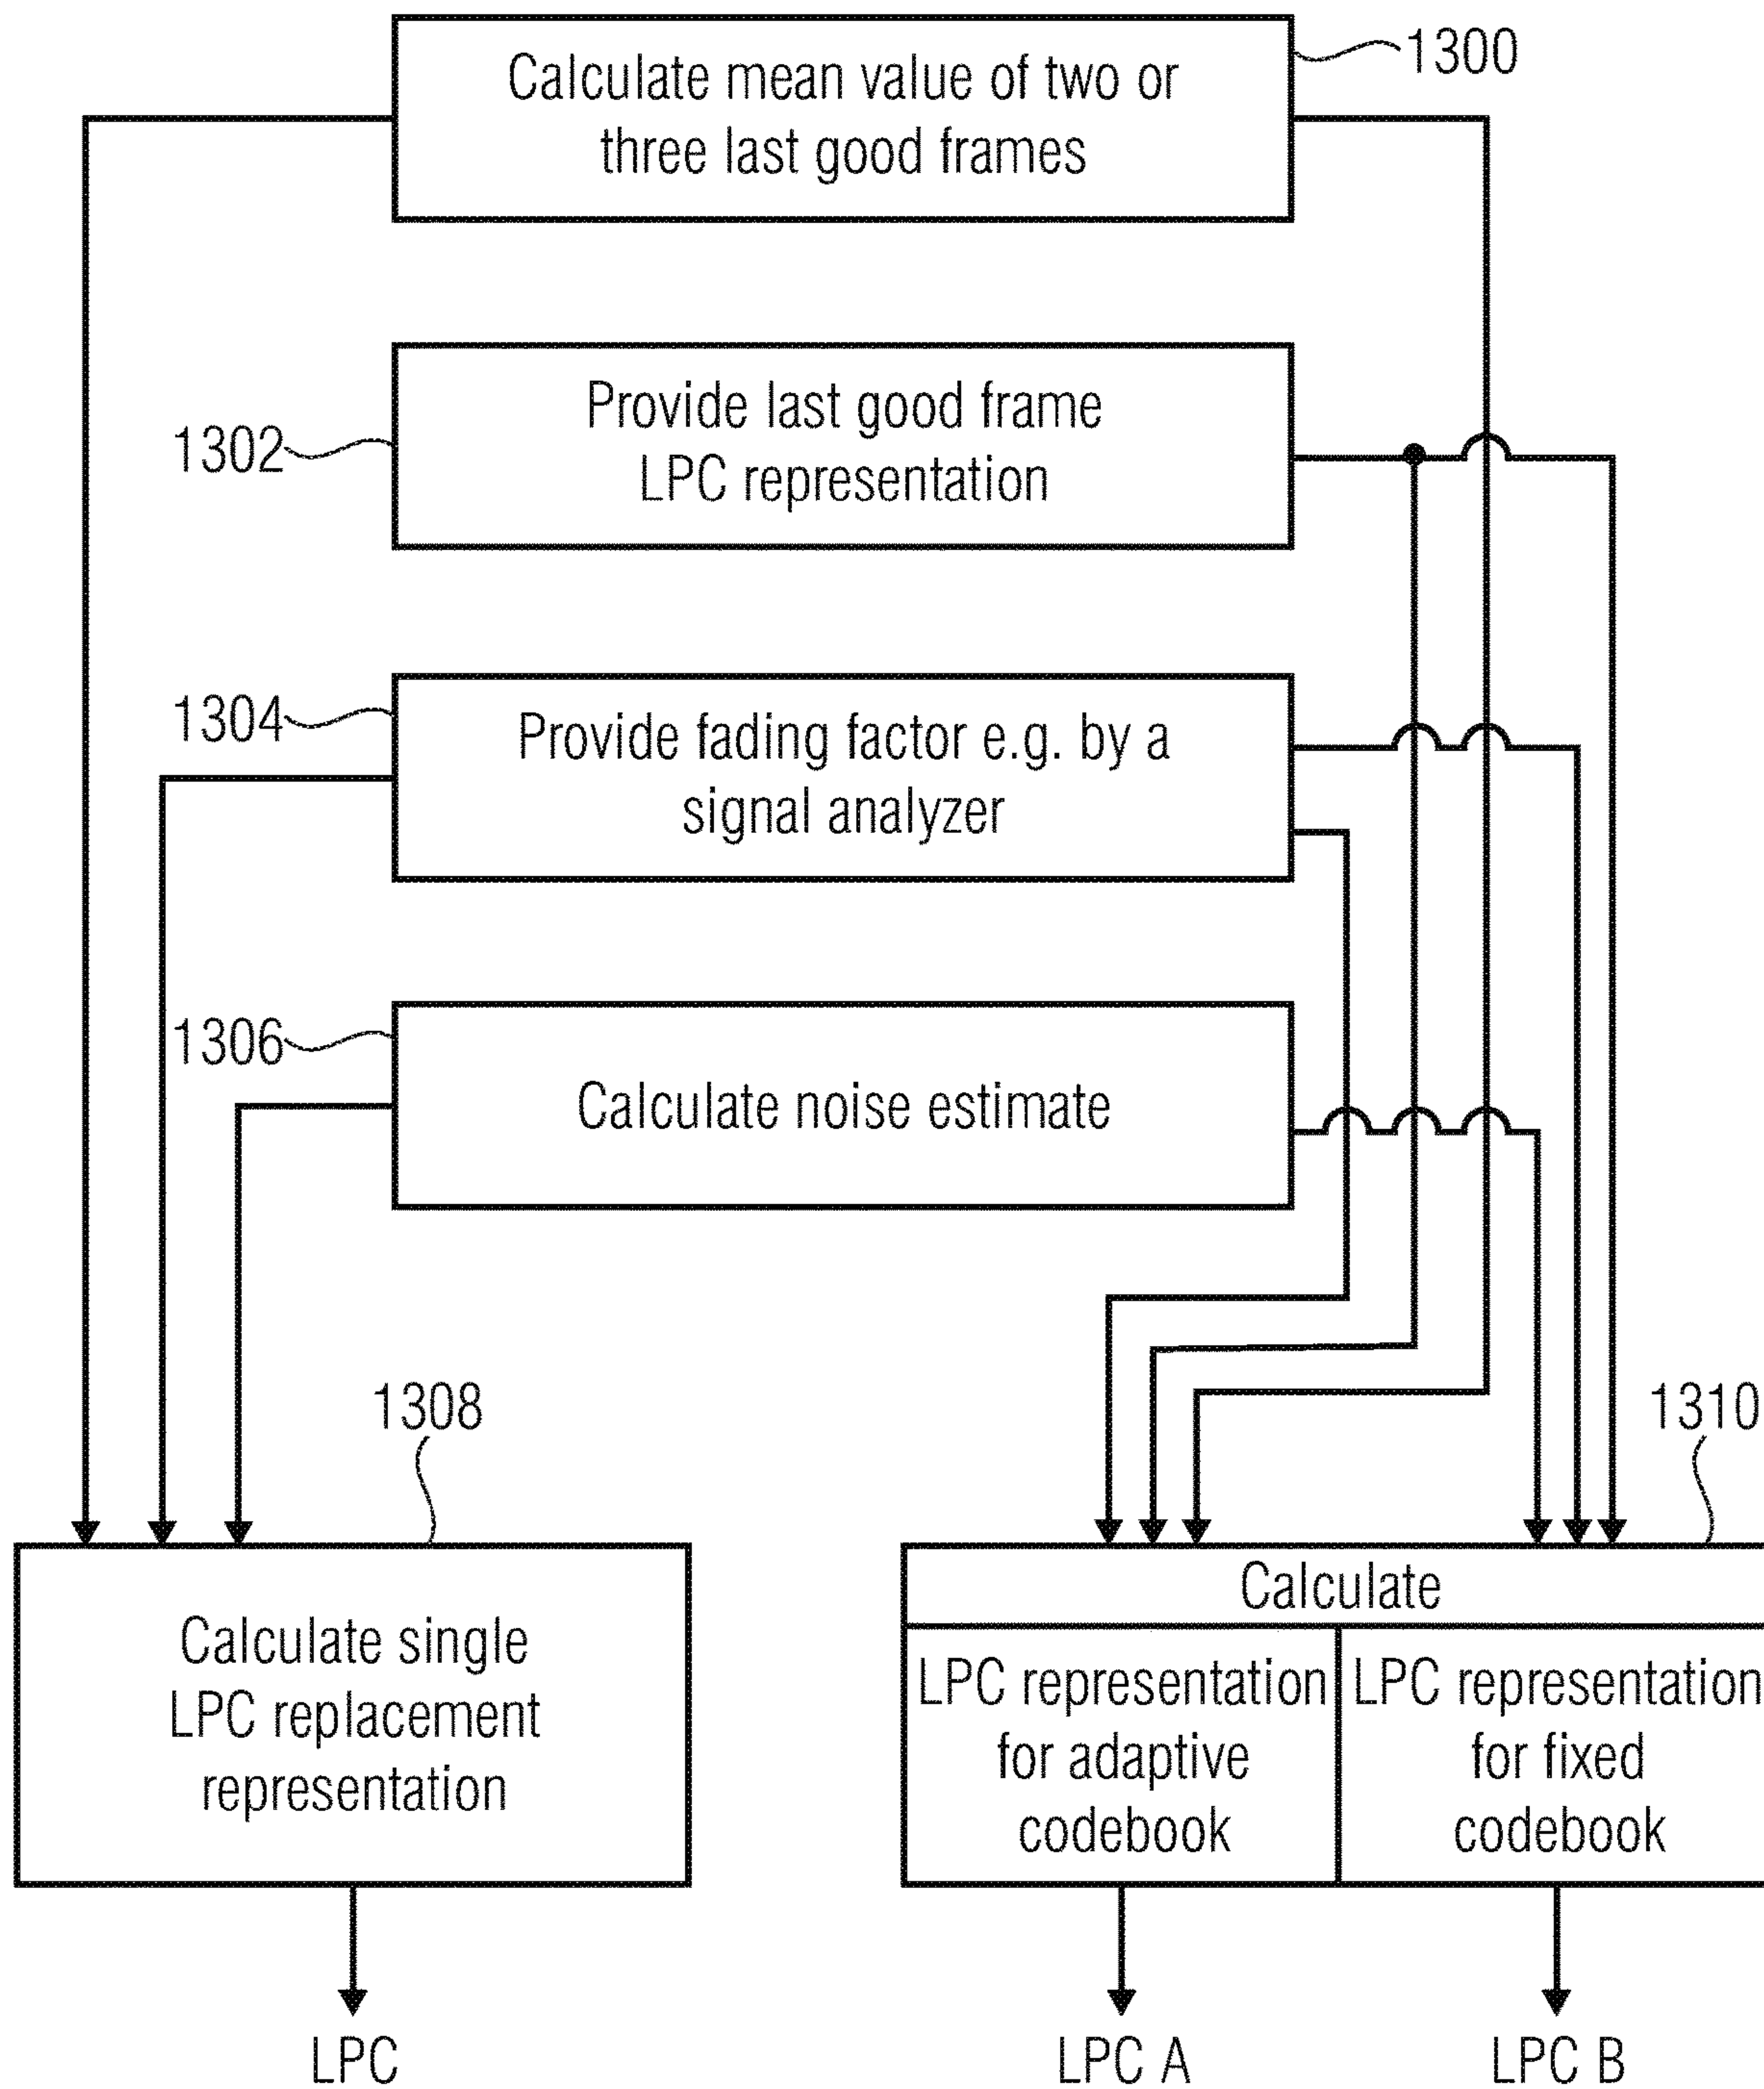 Calculate mean value of two or
three last good frames
1300
Provide last good frame
LPC representation
1302
1304
Provide fading factor e.g. by a
signal analyzer
1306
Calculate noise estimate
1308
1310
Calculate single
LPC replacement
representation
Calculate
LPC representation
for adaptive
codebook
LPC representation
for fixed
codebook
LPC
LPC A
LPC B